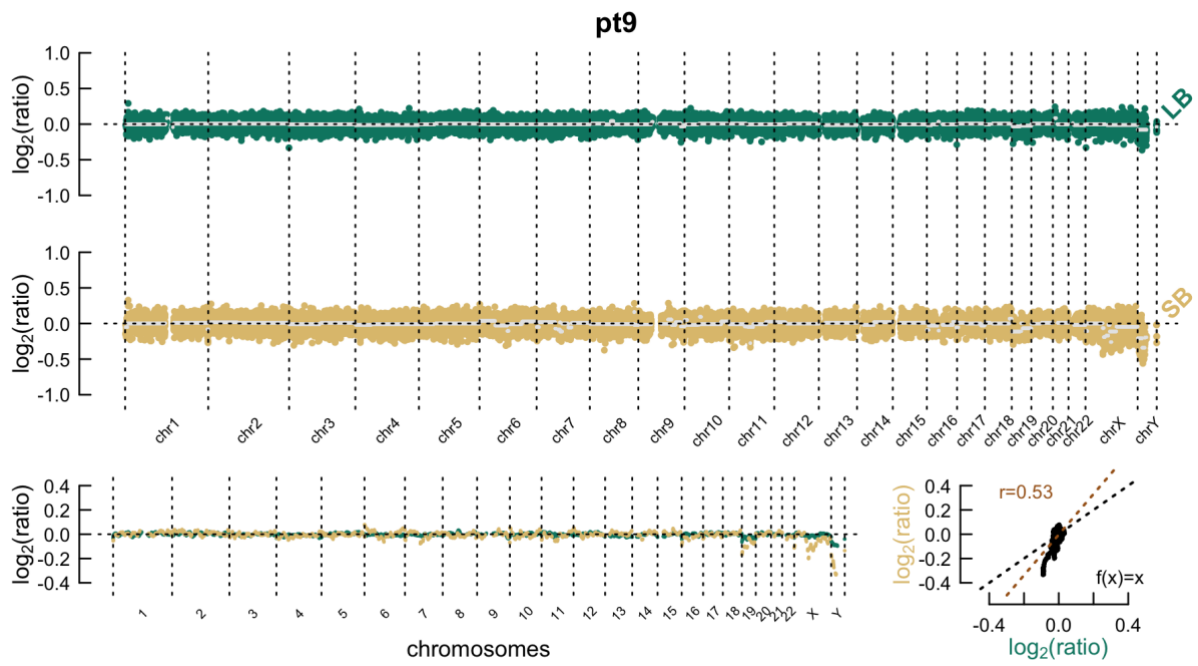 pt9
1.0
0.5
0.0
-0.5
-1.0
log2(ratio)
LB
1.0
0.5
0.0
-0.5
-1.0
log2(ratio)
SB
chr1 chr2 chr3 chr4 chr5 chr6 chr7 chr8 chr9 chr10 chr11 chr12 chr13 chr14 chr15 chr16 chr17 chr18 chr19 chr20 chr21 chr22 chrX chrY
0.4
0.2
0.0
-0.2
-0.4
log2(ratio)
1 2 3 4 5 6 7 8 9 10 11 12 13 14 15 16 17 18 19 20 21 22 X Y
chromosomes
0.4
0.2
0.0
-0.2
-0.4
log2(ratio)
r=0.53
f(x)=x
-0.4 0.0 0.4
log2(ratio)